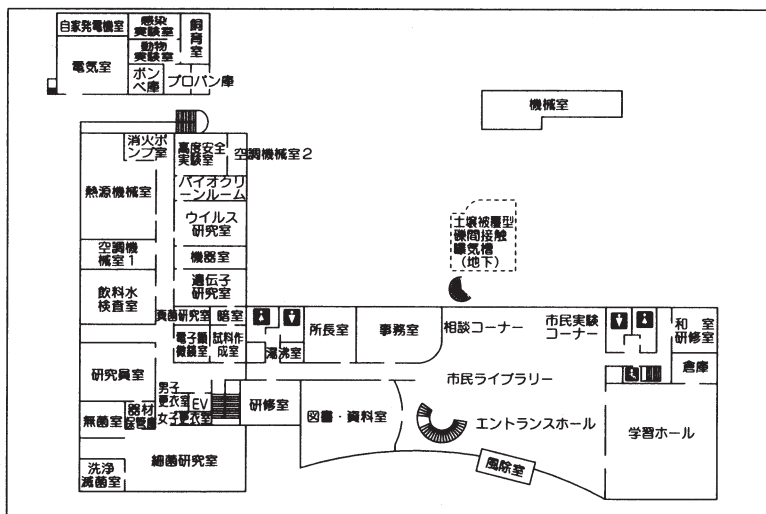 自家発電機室
感染
実験室
飼育室
動物
実験室
電気室
ボン
ベ庫
プロパン庫
機械室
消火ポ
ンプ室
高度安全
実験室
空調機械室2
バイオクリ
ーンルーム
熱源機械室
ウイルス
研究室
土壌被覆型
礫間接触
曝気槽
(地下)
空調機
械室1
機器室
遺伝子
研究室
飲料水
検査室
真菌研究室
暗室
所長室
事務室
相談コーナー
市民実験
コーナー
和室
研修室
電子顕
微鏡室
試料作
成室
湯沸室
倉庫
研究員室
市民ライブラリー
男子
更衣室
EV
研修室
無菌室
器材
保管庫
女子更衣室
図書・資料室
エントランスホール
学習ホール
細菌研究室
風除室
洗浄
滅菌室